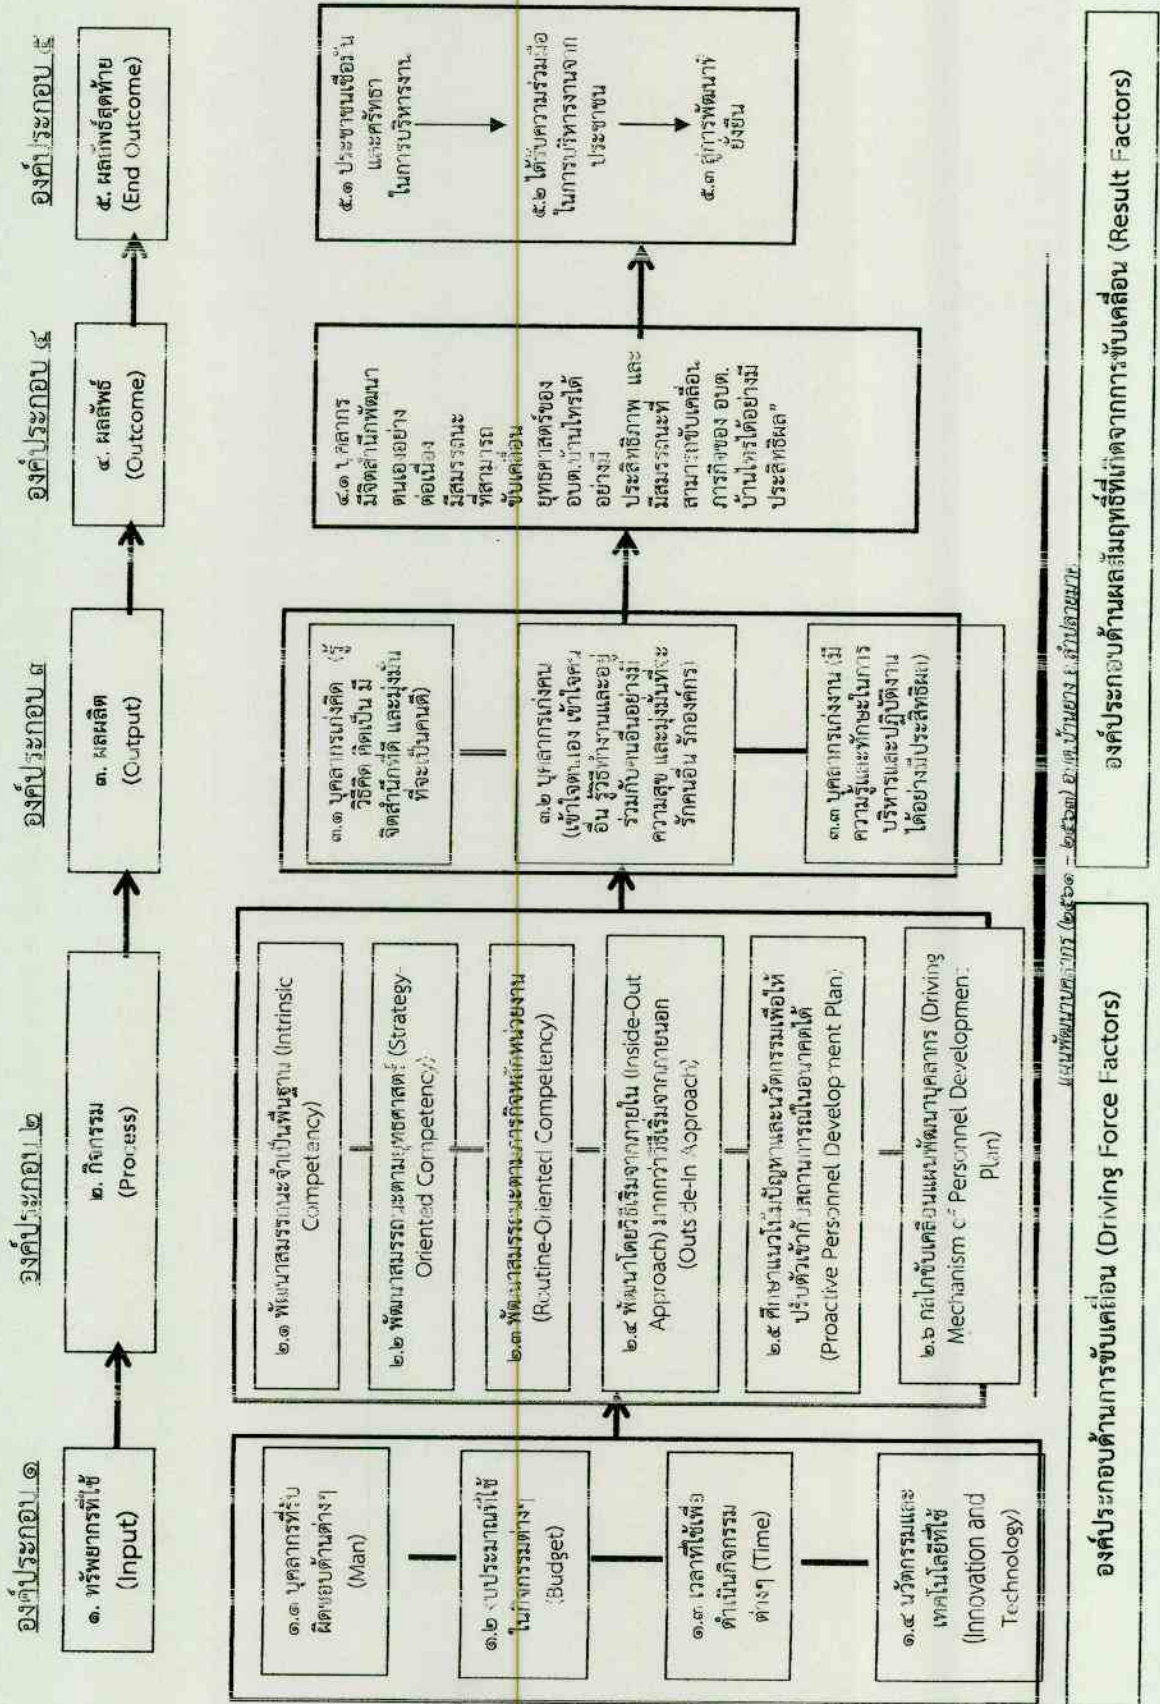 องค์ประกอบ ๑
๑. ทรัพยากรที่ใช้
(Input)
๑.๑ บุคลากรที่รับ
ผิดชอบด้านต่างๆ
(Man)
๑.๒ งบประมาณที่ใช้
ในกิจกรรมต่างๆ
(Budget)
๑.๓ เวลาที่ใช้เพื่อ
ดำเนินกิจกรรม
ต่างๆ (Time)
๑.๔ นวัตกรรมและ
เทคโนโลยีที่ใช้
(Innovation and
Technology)
องค์ประกอบ ๒
๒. กิจกรรม
(Process)
๒.๑ พัฒนาสมรรถนะจำเป็นพื้นฐาน (Intrinsic
Competency)
๒.๒ พัฒนาสมรรถนะตามยุทธศาสตร์ (Strategy-
Oriented Competency)
๒.๓ พัฒนาสมรรถนะตามภารกิจหลักหน่วยงาน
(Routine-Oriented Competency)
๒.๔ พัฒนาโดยวิธีเริ่มจากภายใน (Inside-Out
Approach) มากกว่าวิธีเริ่มจากภายนอก
(Outside-In Approach)
๒.๕ ศึกษาแนวโน้มปัญหาและนวัตกรรมเพื่อให้
ปรับตัวเข้ากับสถานการณ์ในอนาคตได้
(Proactive Personnel Development Plan)
๒.๖ กลไกขับเคลื่อนแผนพัฒนาบุคลากร (Driving
Mechanism of Personnel Development
Plan)
องค์ประกอบ ๓
๓. ผลผลิต
(Output)
๓.๑ บุคลากรเก่งคิด (รู้
วิธีคิด คิดเป็น มี
จิตสำนึกที่ดี และมุ่งมั่น
ที่จะเป็นคนดี)
๓.๒ บุคลากรเก่งคน
(เข้าใจตนเอง เข้าใจคน
อื่น รู้วิธีทำงานและอยู่
ร่วมกับคนอื่นอย่างมี
ความสุข และมุ่งมั่นที่จะ
รักคนอื่น รักองค์กร)
๓.๓ บุคลากรเก่งงาน (มี
ความรู้และทักษะในการ
บริหารและปฏิบัติงาน
ได้อย่างมีประสิทธิผล)
องค์ประกอบ ๔
๔. ผลลัพธ์
(Outcome)
๔.๑ บุคลากร
มีจิตสำนึกพัฒนา
ตนเองอย่าง
ต่อเนื่อง
มีสมรรถนะ
ที่สามารถ
ขับเคลื่อน
ยุทธศาสตร์ของ
อบต.บ้านไทรได้
อย่างมี
ประสิทธิภาพ และ
มีสมรรถนะที่
สามารถขับเคลื่อน
ภารกิจของ อบต.
บ้านไทรได้อย่างมี
ประสิทธิผล”
องค์ประกอบ ๕
๕. ผลลัพธ์สุดท้าย
(End Outcome)
๕.๑ ประชาชนเชื่อมั่น
และศรัทธา
ในการบริหารงาน
๕.๒ ได้รับความร่วมมือ
ในการบริหารงานจาก
ประชาชน
๕.๓ สู่การพัฒนาที่
ยั่งยืน
แผนพัฒนาบุคลากร (๒๕๖๑ – ๒๕๖๓) อบต.บ้านยาง อ.ลำปลายมาศ
องค์ประกอบด้านการขับเคลื่อน (Driving Force Factors)
องค์ประกอบด้านผลสัมฤทธิ์ที่เกิดจากการขับเคลื่อน (Result Factors)